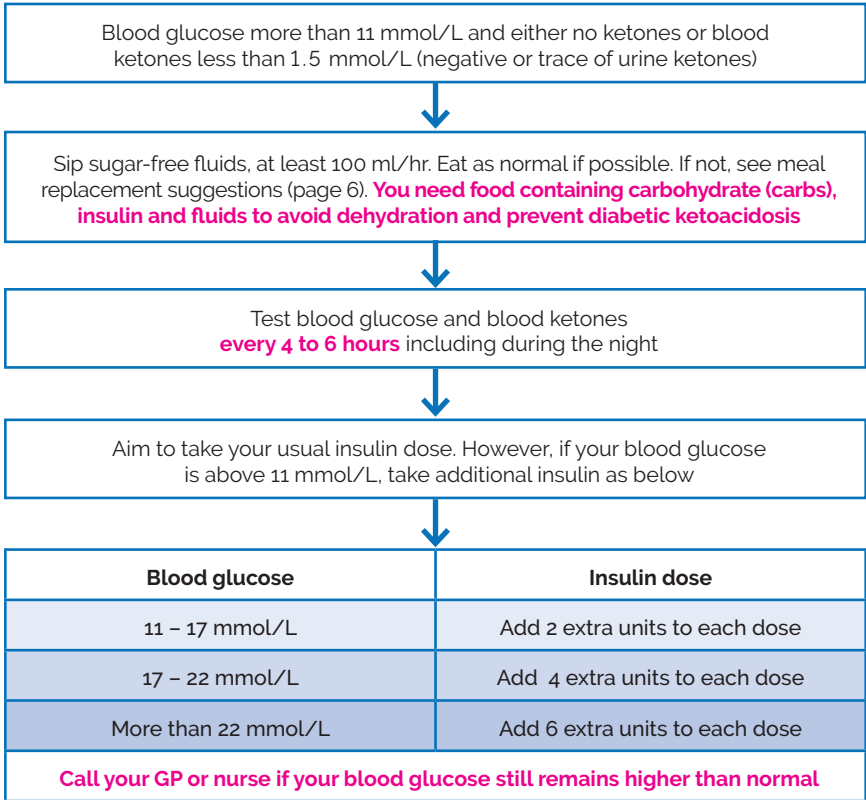 Blood glucose more than 11 mmol/L and either no ketones or blood
ketones less than 1.5 mmol/L (negative or trace of urine ketones)
Sip sugar-free fluids, at least 100 ml/hr. Eat as normal if possible. If not, see meal
replacement suggestions (page 6). You need food containing carbohydrate (carbs),
insulin and fluids to avoid dehydration and prevent diabetic ketoacidosis
Test blood glucose and blood ketones
every 4 to 6 hours including during the night
Aim to take your usual insulin dose. However, if your blood glucose
is above 11 mmol/L, take additional insulin as below
Blood glucose Insulin dose
11 – 17 mmol/L Add 2 extra units to each dose
17 – 22 mmol/L Add 4 extra units to each dose
More than 22 mmol/L Add 6 extra units to each dose
Call your GP or nurse if your blood glucose still remains higher than normal